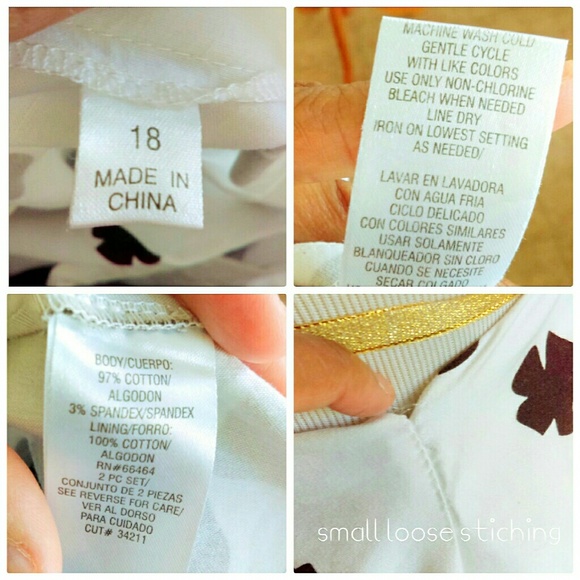 18
MADE IN
CHINA
MACHINE WASH COLD
GENTLE CYCLE
WITH LIKE COLORS
USE ONLY NON-CHLORINE
BLEACH WHEN NEEDED
LINE DRY
IRON ON LOWEST SETTING
AS NEEDED/
LAVAR EN LAVADORA
CON AGUA FRIA
CICLO DELICADO
CON COLORES SIMILARES
USAR SOLAMENTE
BLANQUEADOR SIN CLORO
CUANDO SE NECESITE
SECAR COLGADO
BODY/CUERPO:
97% COTTON/
ALGODON
3% SPANDEX/SPANDEX
LINING/FORRO:
100% COTTON/
ALGODON
RN#66464
2 PC SET/
CONJUNTO DE 2 PIEZAS
SEE REVERSE FOR CARE/
VER AL DORSO
PARA CUIDADO
CUT# 34211
small loose stiching